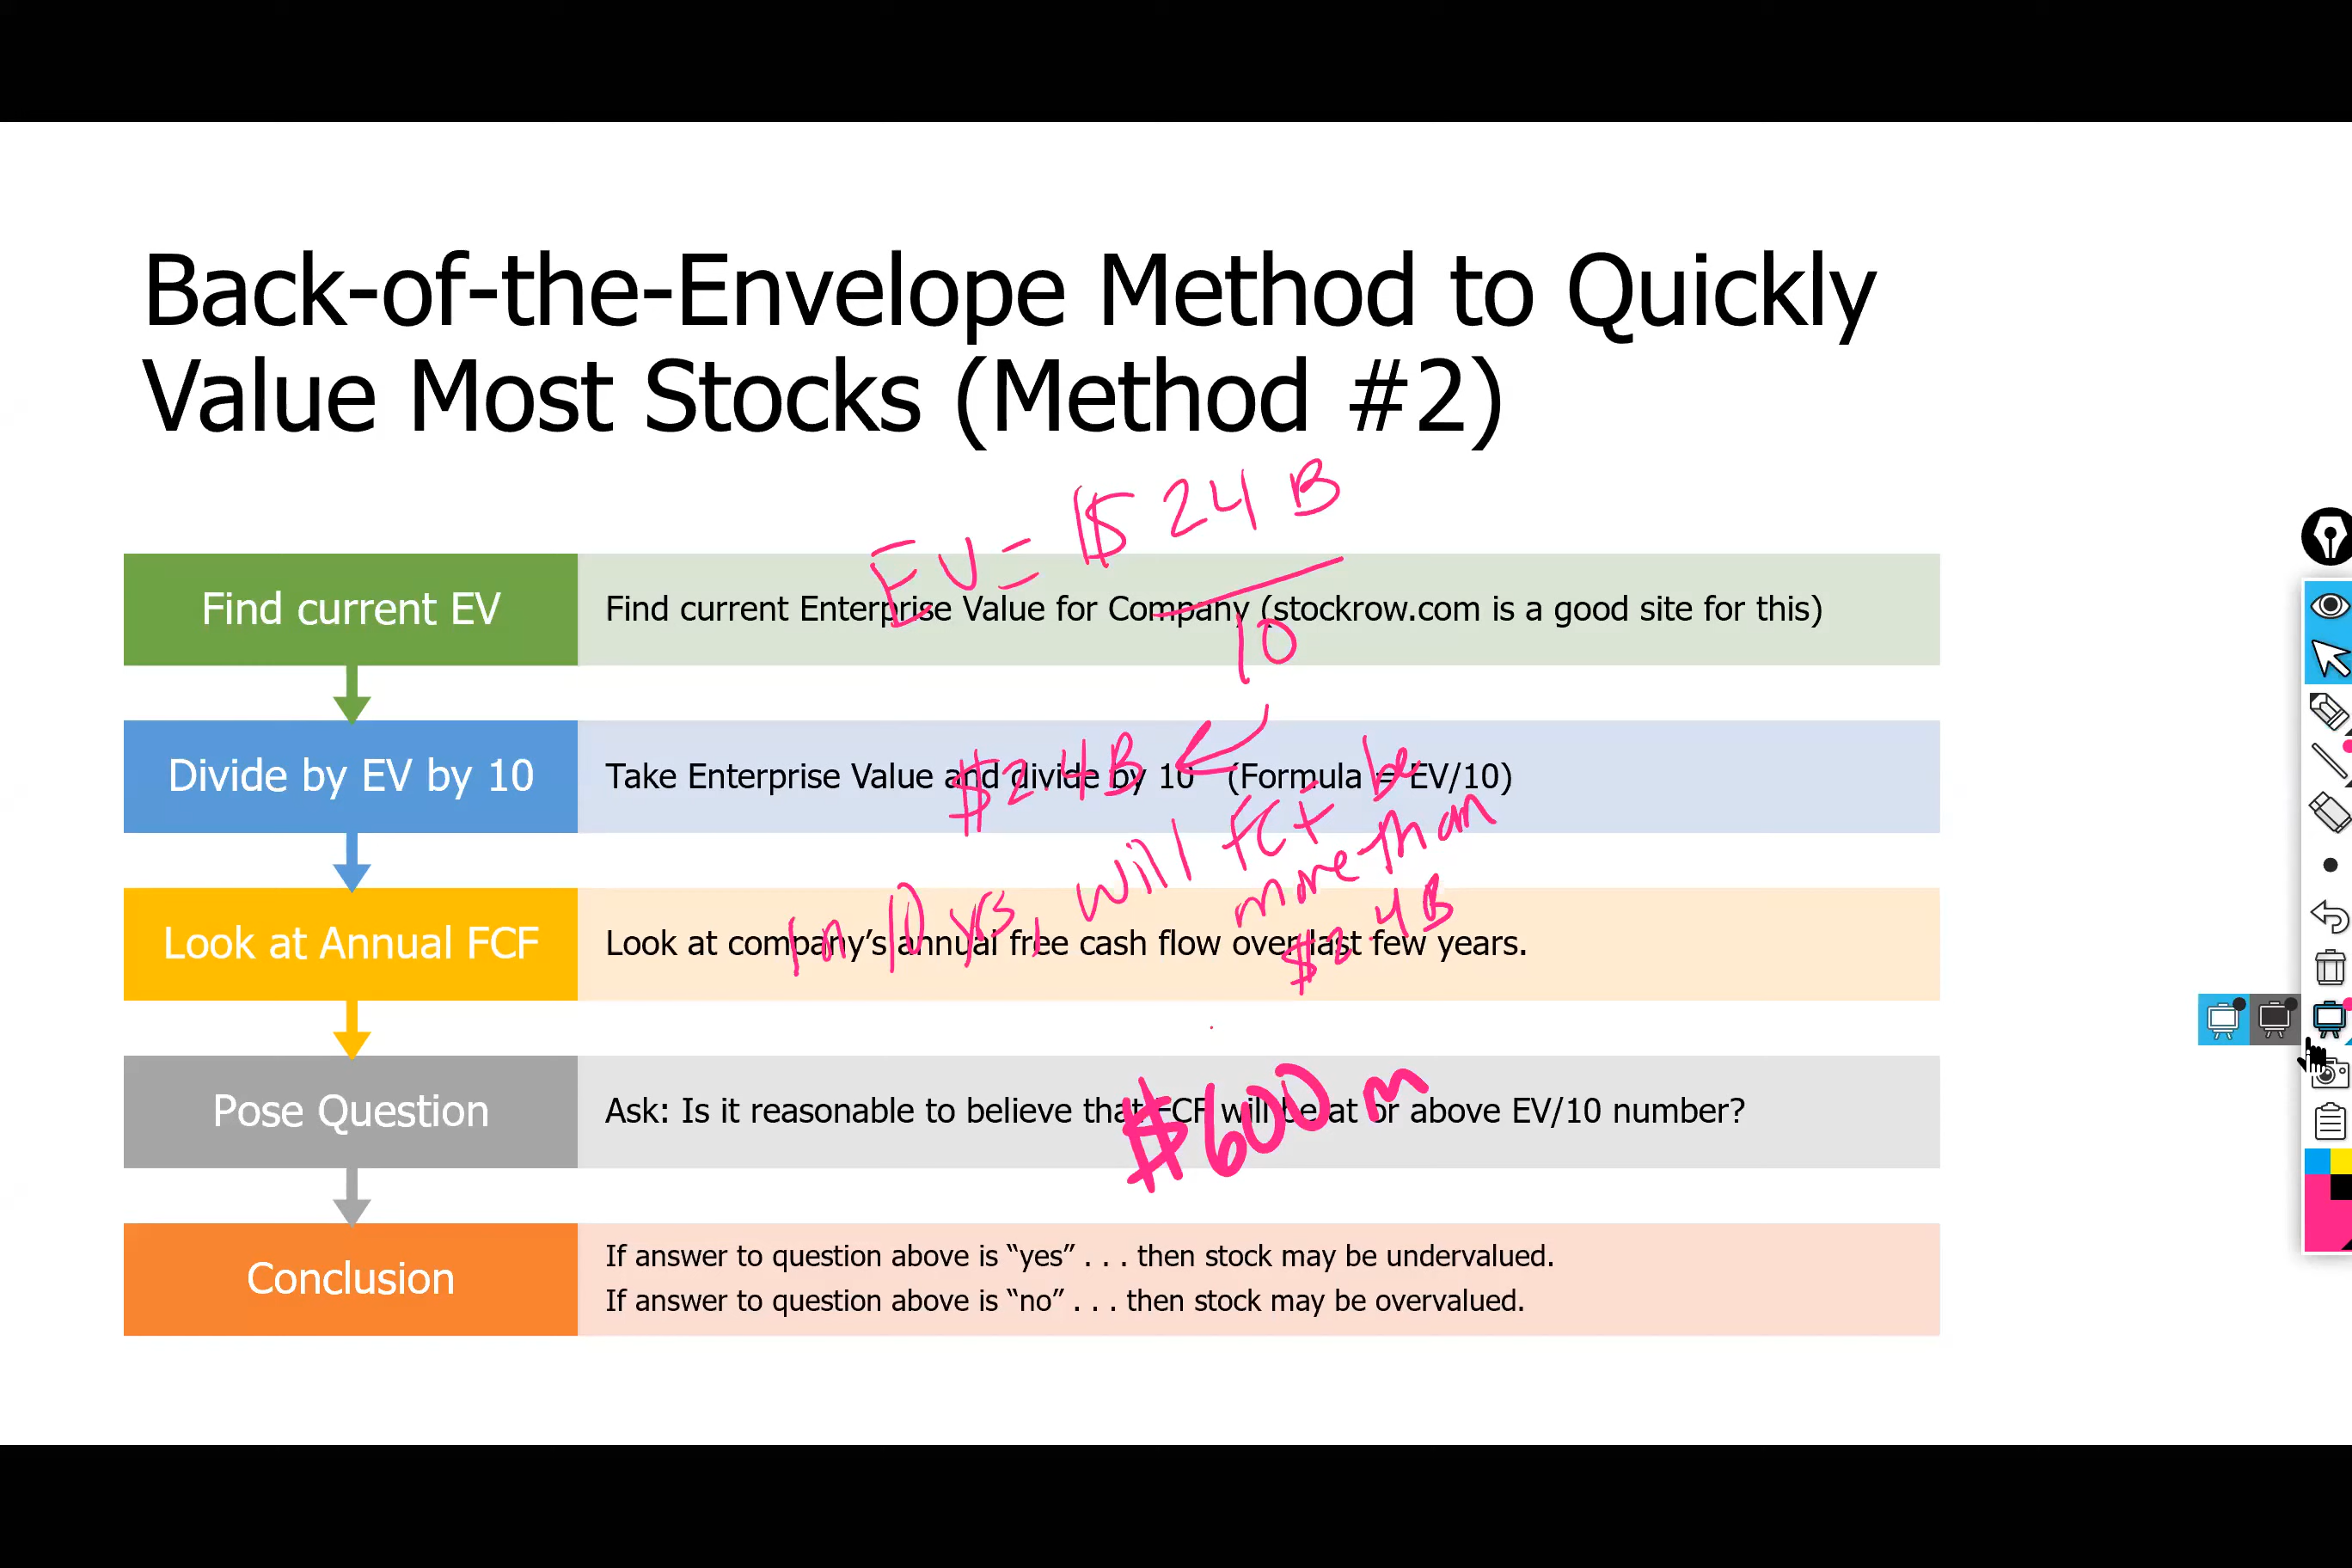 Back-of-the-Envelope Method to Quickly
Value Most Stocks (Method #2)
EV = $24 B
10
Find current EV
Find current Enterprise Value for Company (stockrow.com is a good site for this)
Divide by EV by 10
Take Enterprise Value and divide by 10 (Formula = EV/10)
$2.4B
In 10 yrs, will FCF be
more than
$2.4B
Look at Annual FCF
Look at company's annual free cash flow over last few years.
Pose Question
Ask: Is it reasonable to believe that FCF will be at or above EV/10 number?
$600 m
Conclusion
If answer to question above is “yes” . . . then stock may be undervalued.
If answer to question above is “no” . . . then stock may be overvalued.